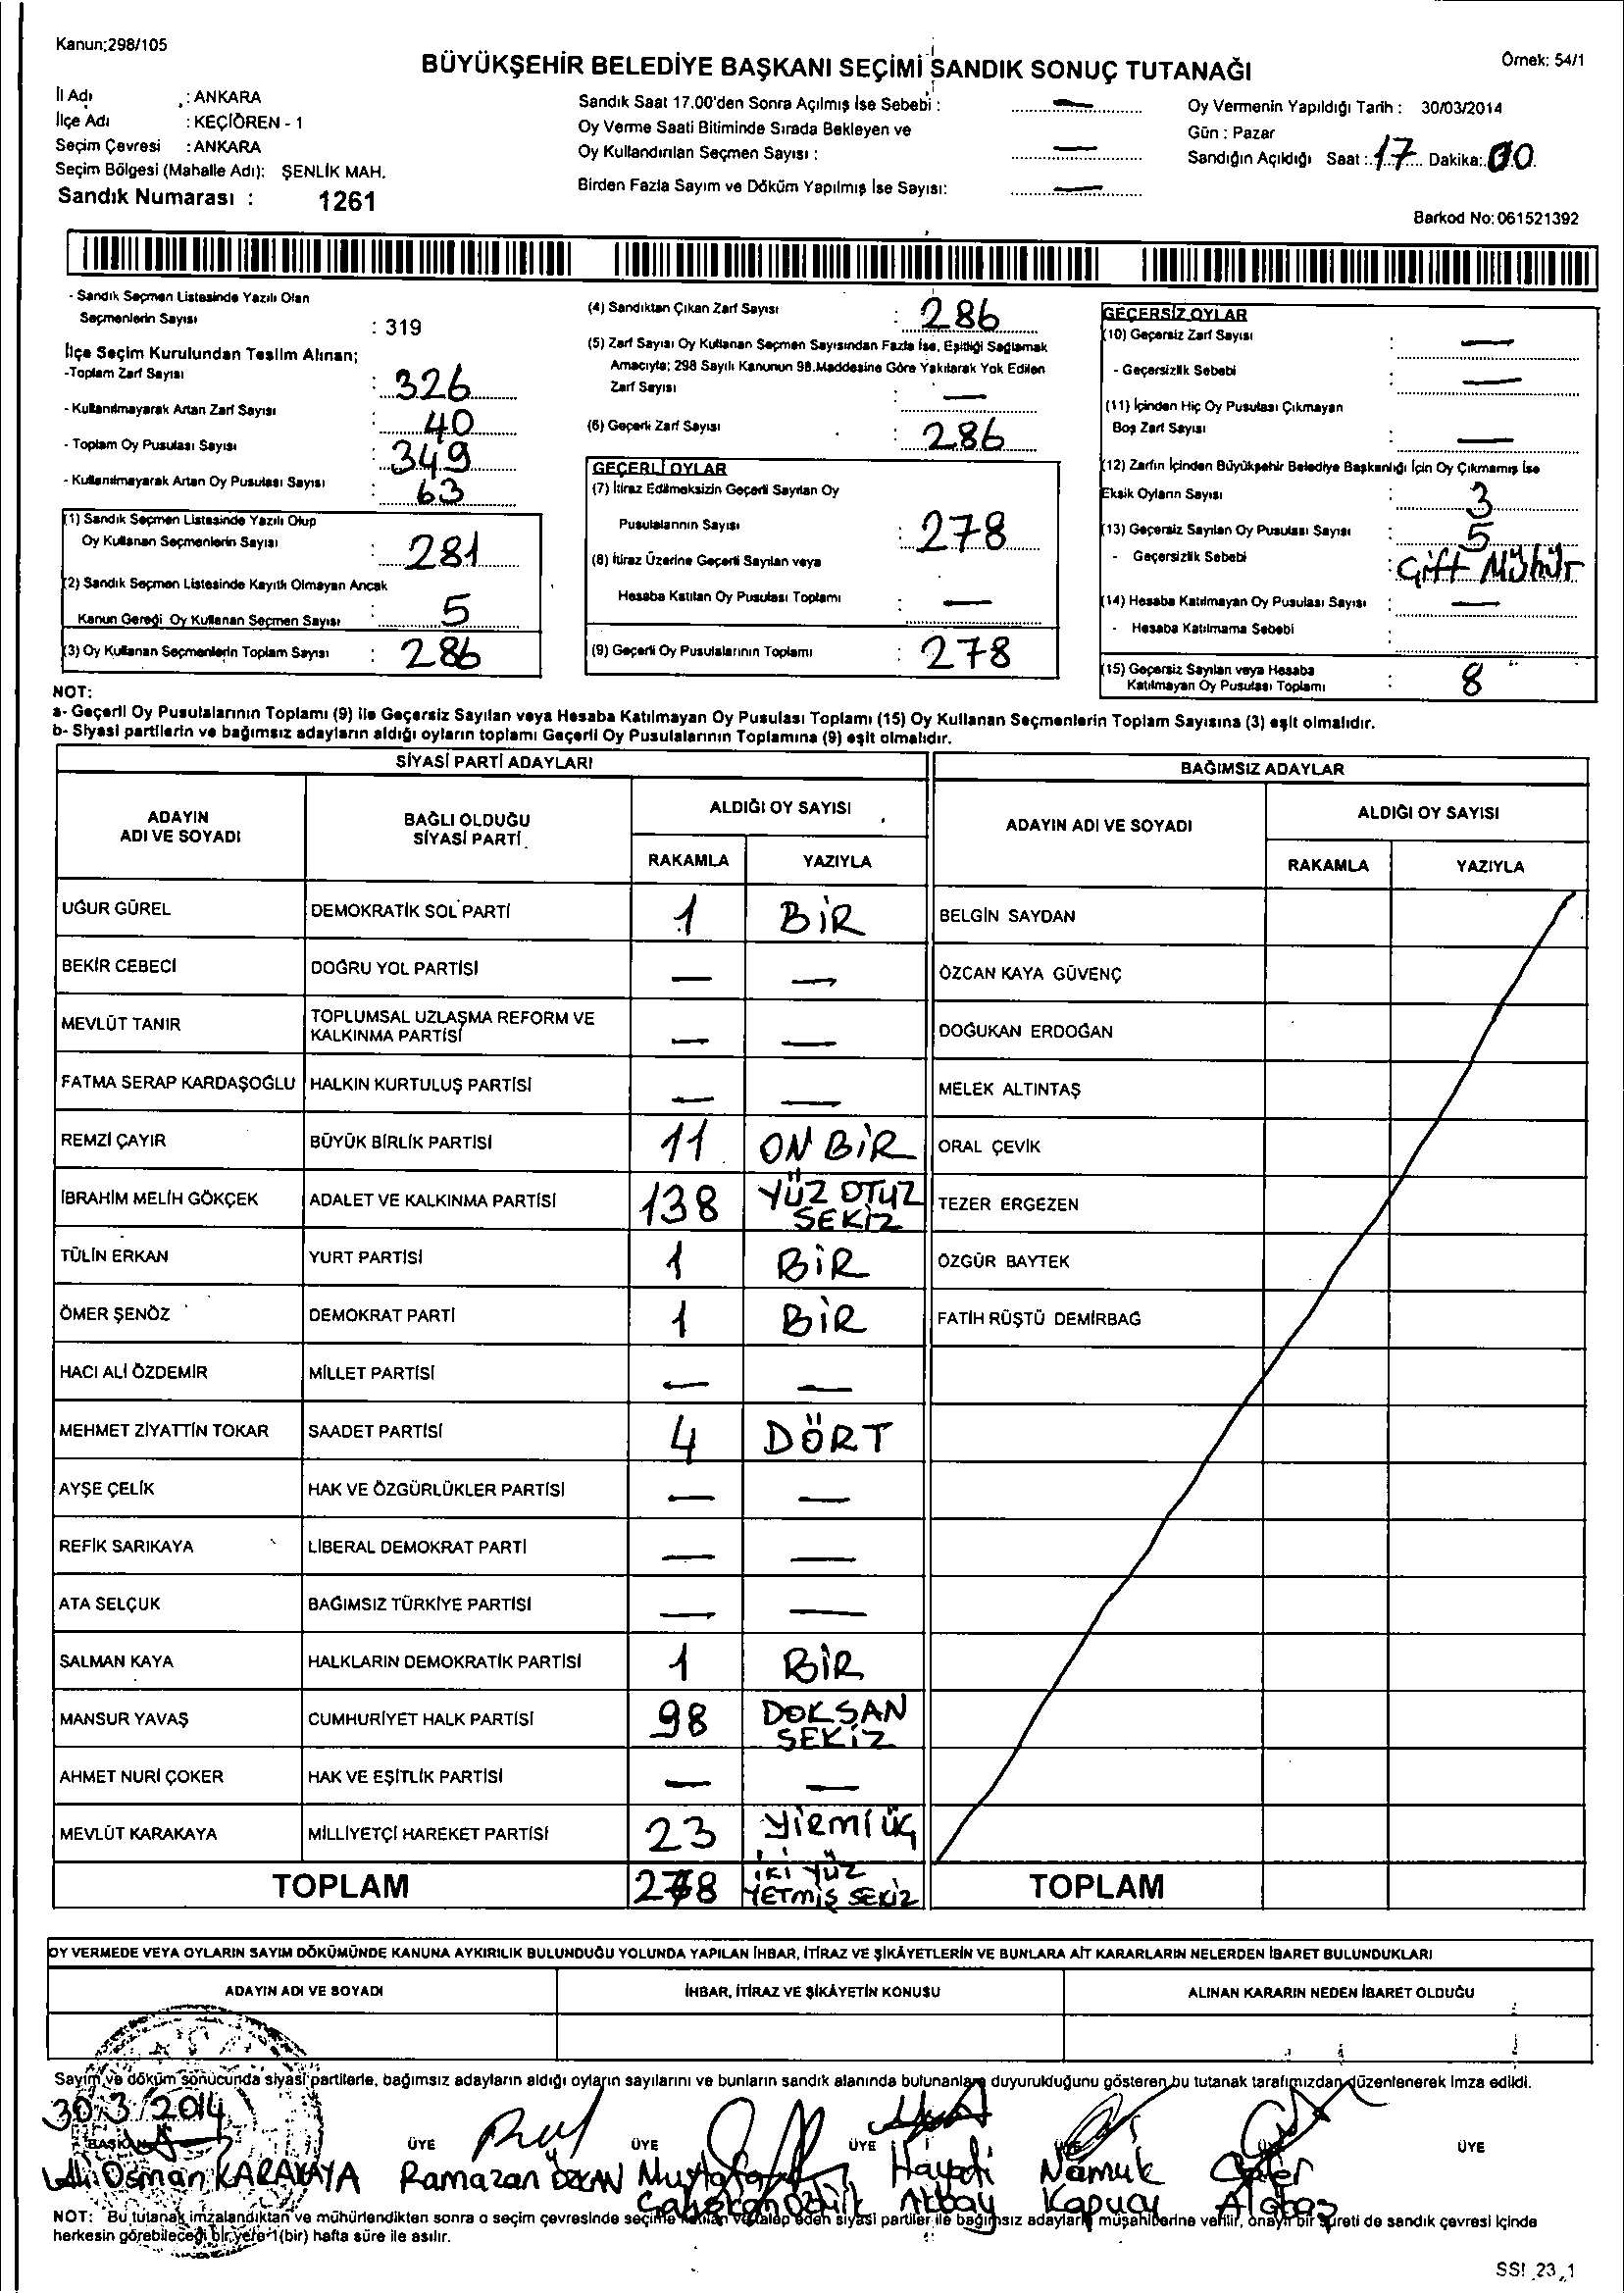 Kanun;298/105
BÜYÜKŞEHİR BELEDİYE BAŞKANI SEÇİMİ SANDIK SONUÇ TUTANAĞI
Örnek: 54/1
İl Adı : ANKARA
İlçe Adı : KEÇİÖREN - 1
Seçim Çevresi : ANKARA
Seçim Bölgesi (Mahalle Adı): ŞENLİK MAH.
Sandık Numarası : 1261
Sandık Saat 17.00'den Sonra Açılmış İse Sebebi : —
Oy Verme Saati Bitiminde Sırada Bekleyen ve
Oy Kullandırılan Seçmen Sayısı : —
Birden Fazla Sayım ve Döküm Yapılmış İse Sayısı: —
Oy Vermenin Yapıldığı Tarih : 30/03/2014
Gün : Pazar
Sandığın Açıldığı Saat : 17 Dakika: 00
Barkod No: 061521392
- Sandık Seçmen Listesinde Yazılı Olan
Seçmenlerin Sayısı : 319
İlçe Seçim Kurulundan Teslim Alınan;
-Toplam Zarf Sayısı : 326
- Kullanılmayarak Artan Zarf Sayısı : 40
- Toplam Oy Pusulası Sayısı : 349
- Kullanılmayarak Artan Oy Pusulası Sayısı : 63
(1) Sandık Seçmen Listesinde Yazılı Olup
Oy Kullanan Seçmenlerin Sayısı : 281
(2) Sandık Seçmen Listesinde Kayıtlı Olmayan Ancak
Kanun Gereği Oy Kullanan Seçmen Sayısı : 5
(3) Oy Kullanan Seçmenlerin Toplam Sayısı : 286
(4) Sandıktan Çıkan Zarf Sayısı : 286
(5) Zarf Sayısı Oy Kullanan Seçmen Sayısından Fazla İse, Eşitliği Sağlamak
Amacıyla; 298 Sayılı Kanunun 98.Maddesine Göre Yakılarak Yok Edilen
Zarf Sayısı : —
(6) Geçerli Zarf Sayısı : 286
GEÇERLİ OYLAR
(7) İtiraz Edilmeksizin Geçerli Sayılan Oy
Pusulalarının Sayısı : 278
(8) İtiraz Üzerine Geçerli Sayılan veya
Hesaba Katılan Oy Pusulası Toplamı : —
(9) Geçerli Oy Pusulalarının Toplamı : 278
GEÇERSİZ OYLAR
(10) Geçersiz Zarf Sayısı : —
- Geçersizlik Sebebi : —
(11) İçinden Hiç Oy Pusulası Çıkmayan
Boş Zarf Sayısı : —
(12) Zarfın İçinden Büyükşehir Belediye Başkanlığı İçin Oy Çıkmamış İse
Eksik Oyların Sayısı : 3
(13) Geçersiz Sayılan Oy Pusulası Sayısı : 5
- Geçersizlik Sebebi : Çift Mühür
(14) Hesaba Katılmayan Oy Pusulası Sayısı : —
- Hesaba Katılmama Sebebi :
(15) Geçersiz Sayılan veya Hesaba
Katılmayan Oy Pusulası Toplamı : 8
NOT:
a- Geçerli Oy Pusulalarının Toplamı (9) ile Geçersiz Sayılan veya Hesaba Katılmayan Oy Pusulası Toplamı (15) Oy Kullanan Seçmenlerin Toplam Sayısına (3) eşit olmalıdır.
b- Siyasi partilerin ve bağımsız adayların aldığı oyların toplamı Geçerli Oy Pusulalarının Toplamına (9) eşit olmalıdır.
SİYASİ PARTİ ADAYLARI
ADAYIN ADI VE SOYADI BAĞLI OLDUĞU SİYASİ PARTİ ALDIĞI OY SAYISI
RAKAMLA YAZIYLA
UĞUR GÜREL DEMOKRATİK SOL PARTİ 1 BİR
BEKİR CEBECİ DOĞRU YOL PARTİSİ — —
MEVLÜT TANIR TOPLUMSAL UZLAŞMA REFORM VE KALKINMA PARTİSİ — —
FATMA SERAP KARDAŞOĞLU HALKIN KURTULUŞ PARTİSİ — —
REMZİ ÇAYIR BÜYÜK BİRLİK PARTİSİ 11 ON BİR
İBRAHİM MELİH GÖKÇEK ADALET VE KALKINMA PARTİSİ 138 YÜZ OTUZ SEKİZ
TÜLİN ERKAN YURT PARTİSİ 1 BİR
ÖMER ŞENÖZ DEMOKRAT PARTİ 1 BİR
HACI ALİ ÖZDEMİR MİLLET PARTİSİ — —
MEHMET ZİYATTİN TOKAR SAADET PARTİSİ 4 DÖRT
AYŞE ÇELİK HAK VE ÖZGÜRLÜKLER PARTİSİ — —
REFİK SARIKAYA LİBERAL DEMOKRAT PARTİ — —
ATA SELÇUK BAĞIMSIZ TÜRKİYE PARTİSİ — —
SALMAN KAYA HALKLARIN DEMOKRATİK PARTİSİ 1 BİR
MANSUR YAVAŞ CUMHURİYET HALK PARTİSİ 98 DOKSAN SEKİZ
AHMET NURİ ÇOKER HAK VE EŞİTLİK PARTİSİ — —
MEVLÜT KARAKAYA MİLLİYETÇİ HAREKET PARTİSİ 23 YİRMİ ÜÇ
TOPLAM 278 İKİ YÜZ YETMİŞ SEKİZ
BAĞIMSIZ ADAYLAR
ADAYIN ADI VE SOYADI ALDIĞI OY SAYISI
RAKAMLA YAZIYLA
BELGİN SAYDAN
ÖZCAN KAYA GÜVENÇ
DOĞUKAN ERDOĞAN
MELEK ALTINTAŞ
ORAL ÇEVİK
TEZER ERGEZEN
ÖZGÜR BAYTEK
FATİH RÜŞTÜ DEMİRBAĞ
TOPLAM
OY VERMEDE VEYA OYLARIN SAYIM DÖKÜMÜNDE KANUNA AYKIRILIK BULUNDUĞU YOLUNDA YAPILAN İHBAR, İTİRAZ VE ŞİKÂYETLERİN VE BUNLARA AİT KARARLARIN NELERDEN İBARET BULUNDUKLARI
ADAYIN ADI VE SOYADI İHBAR, İTİRAZ VE ŞİKÂYETİN KONUSU ALINAN KARARIN NEDEN İBARET OLDUĞU
Sayım ve döküm sonucunda siyasi partilerle, bağımsız adayların aldığı oyların sayılarını ve bunların sandık alanında bulunanlara duyurulduğunu gösteren bu tutanak tarafımızdan düzenlenerek imza edildi.
30/3/2014
BAŞKAN ÜYE ÜYE ÜYE ÜYE
Ali Osman KARAKAYA Ramazan ÖZCAN Mustafa Hayati Namuk Cafer
Akbay Kapucu Alabaş
NOT: Bu tutanak imzalandıktan ve mühürlendikten sonra o seçim çevresinde seçime katılan ve talep eden siyasi partiler ile bağımsız adayların müşahitlerine verilir, onaylı bir sureti de sandık çevresi içinde
herkesin görebileceği bir yere 1(bir) hafta süre ile asılır.
SSI_23_1